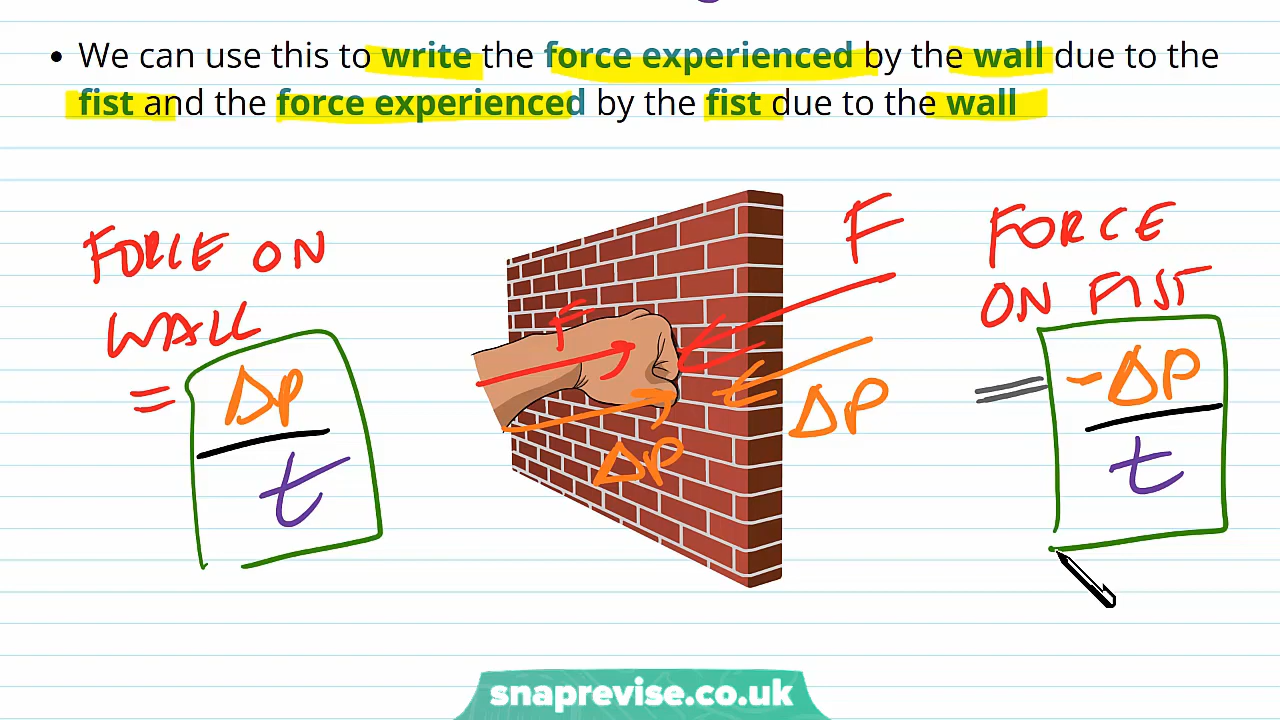 • We can use this to write the force experienced by the wall due to the
fist and the force experienced by the fist due to the wall
FORCE ON
WALL
= Δp
t
F
Δp
F
Δp
FORCE
ON FIST
= -Δp
t
snaprevise.co.uk